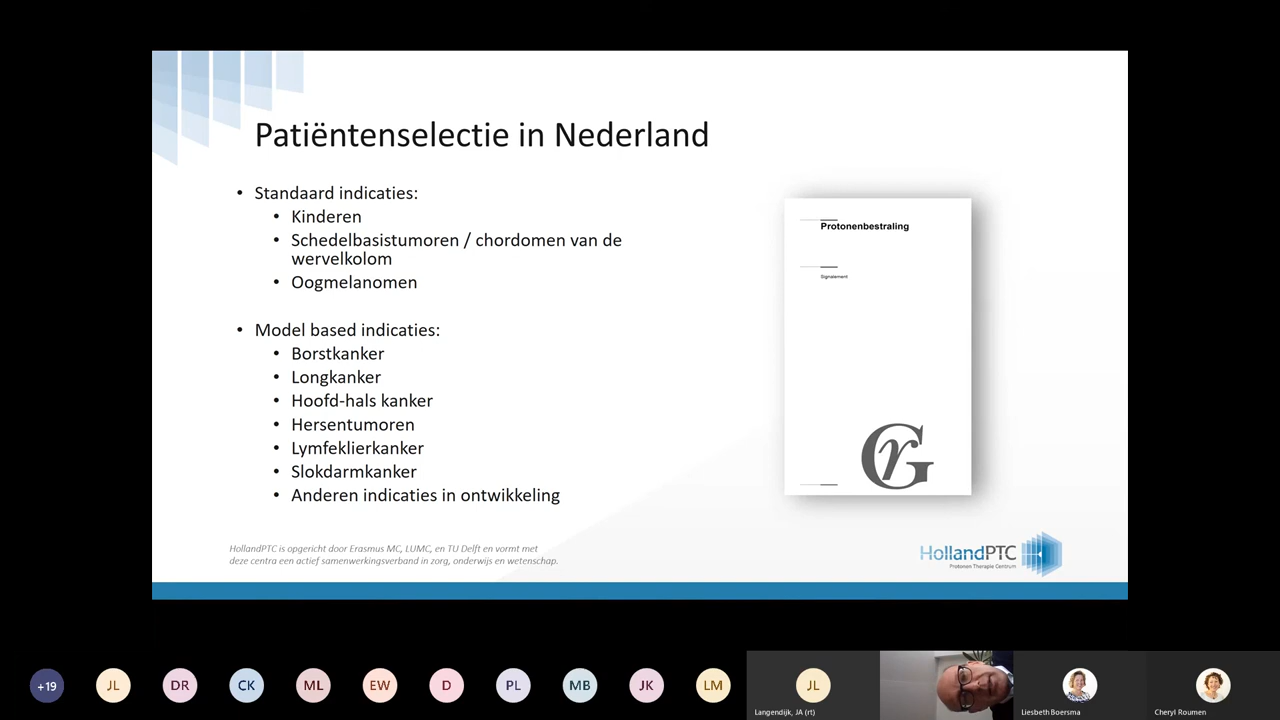 Patiëntenselectie in Nederland
• Standaard indicaties:
• Kinderen
• Schedelbasistumoren / chordomen van de
wervelkolom
• Oogmelanomen
• Model based indicaties:
• Borstkanker
• Longkanker
• Hoofd-hals kanker
• Hersentumoren
• Lymfeklierkanker
• Slokdarmkanker
• Anderen indicaties in ontwikkeling
Protonenbestraling
Signalement
Gr
HollandPTC is opgericht door Erasmus MC, LUMC, en TU Delft en vormt met
deze centra een actief samenwerkingsverband in zorg, onderwijs en wetenschap.
HollandPTC
Protonen Therapie Centrum
+19
JL
DR
CK
ML
EW
D
PL
MB
JK
LM
JL
Langendijk, JA (rt)
Liesbeth Boersma
Cheryl Roumen